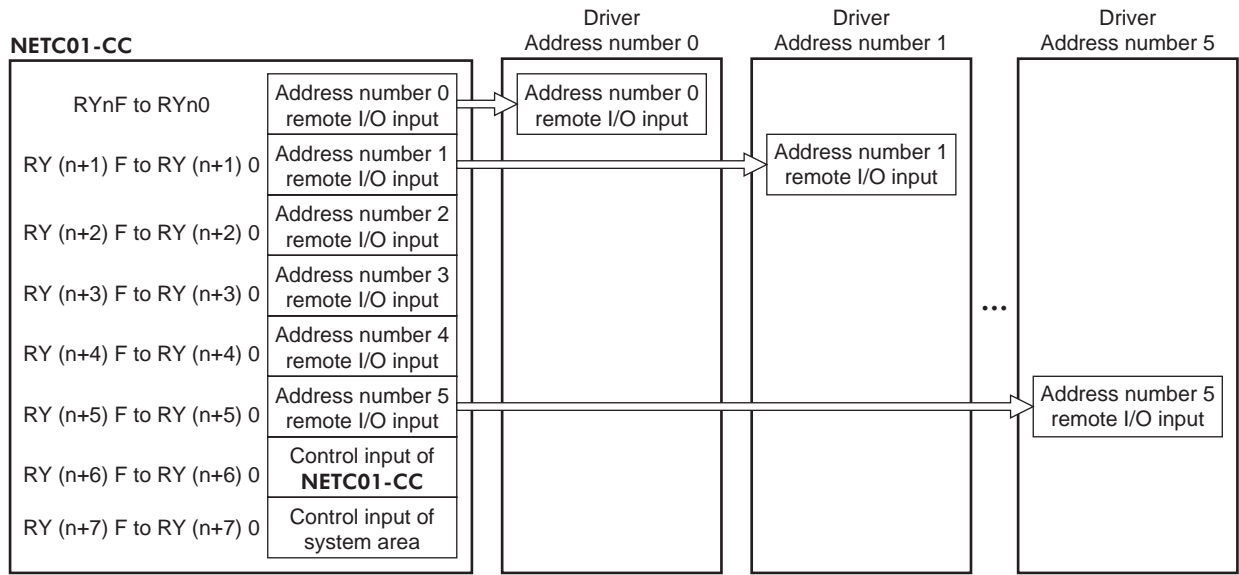 NETC01-CC
Driver
Address number 0
Driver
Address number 1
Driver
Address number 5
RYnF to RYn0
Address number 0
remote I/O input
Address number 0
remote I/O input
RY (n+1) F to RY (n+1) 0
Address number 1
remote I/O input
Address number 1
remote I/O input
RY (n+2) F to RY (n+2) 0
Address number 2
remote I/O input
RY (n+3) F to RY (n+3) 0
Address number 3
remote I/O input
...
RY (n+4) F to RY (n+4) 0
Address number 4
remote I/O input
RY (n+5) F to RY (n+5) 0
Address number 5
remote I/O input
Address number 5
remote I/O input
RY (n+6) F to RY (n+6) 0
Control input of
NETC01-CC
RY (n+7) F to RY (n+7) 0
Control input of
system area